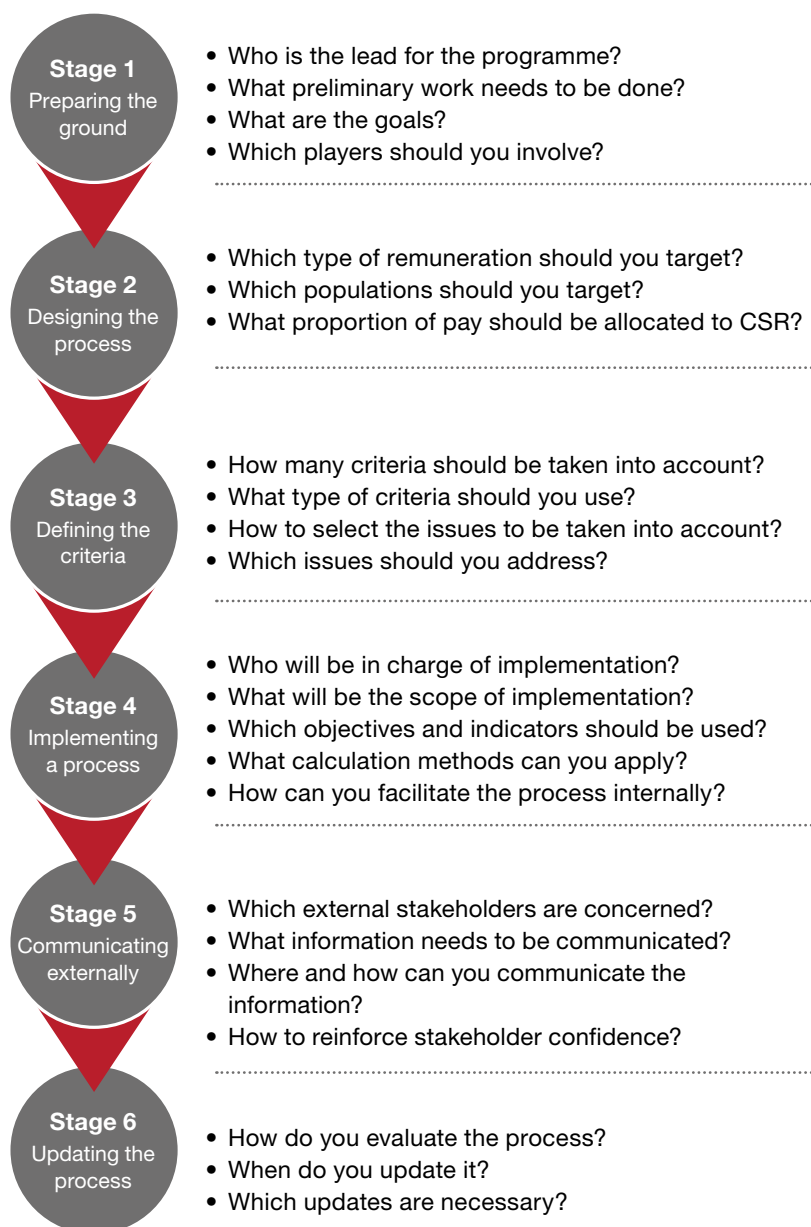 Stage 1
Preparing the
ground
• Who is the lead for the programme?
• What preliminary work needs to be done?
• What are the goals?
• Which players should you involve?
Stage 2
Designing the
process
• Which type of remuneration should you target?
• Which populations should you target?
• What proportion of pay should be allocated to CSR?
Stage 3
Defining the
criteria
• How many criteria should be taken into account?
• What type of criteria should you use?
• How to select the issues to be taken into account?
• Which issues should you address?
Stage 4
Implementing
a process
• Who will be in charge of implementation?
• What will be the scope of implementation?
• Which objectives and indicators should be used?
• What calculation methods can you apply?
• How can you facilitate the process internally?
Stage 5
Communicating
externally
• Which external stakeholders are concerned?
• What information needs to be communicated?
• Where and how can you communicate the
information?
• How to reinforce stakeholder confidence?
Stage 6
Updating the
process
• How do you evaluate the process?
• When do you update it?
• Which updates are necessary?